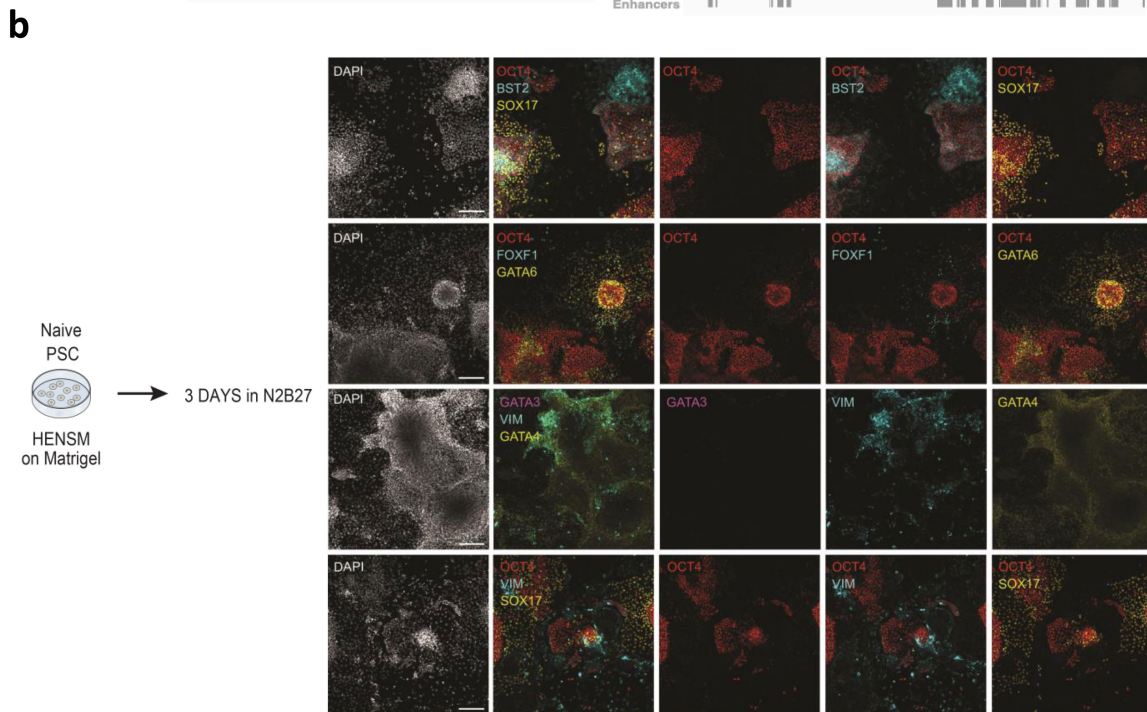 Enhancers
b
DAPI
OCT4
BST2
SOX17
OCT4
OCT4
BST2
OCT4
SOX17
DAPI
OCT4
FOXF1
GATA6
OCT4
OCT4
FOXF1
OCT4
GATA6
Naive
PSC
3 DAYS in N2B27
HENSM
on Matrigel
DAPI
GATA3
VIM
GATA4
GATA3
VIM
GATA4
DAPI
OCT4
VIM
SOX17
OCT4
OCT4
VIM
OCT4
SOX17